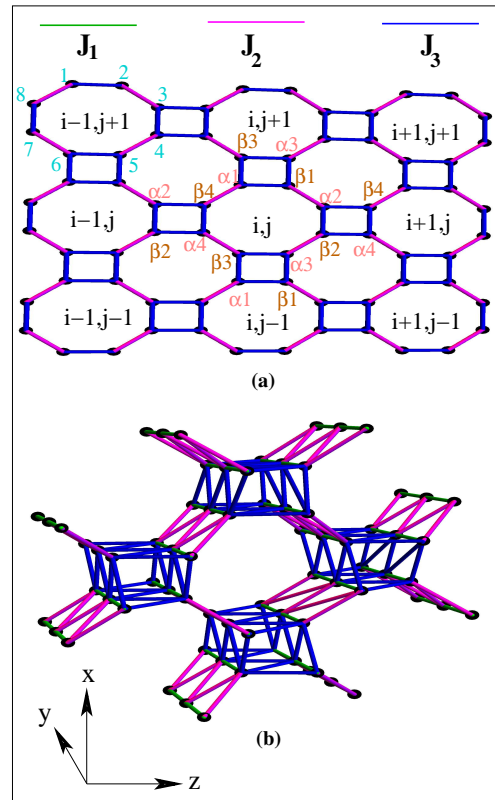 J1 J2 J3
1 2
8 3
i−1,j+1 i,j+1 i+1,j+1
7 4
β3 α3
6 5
α1 β1
α2 β4 α2 β4
i−1,j i,j i+1,j
β2 α4 β2 α4
β3 α3
α1 β1
i−1,j−1 i,j−1 i+1,j−1
(a)
x
y
z
(b)